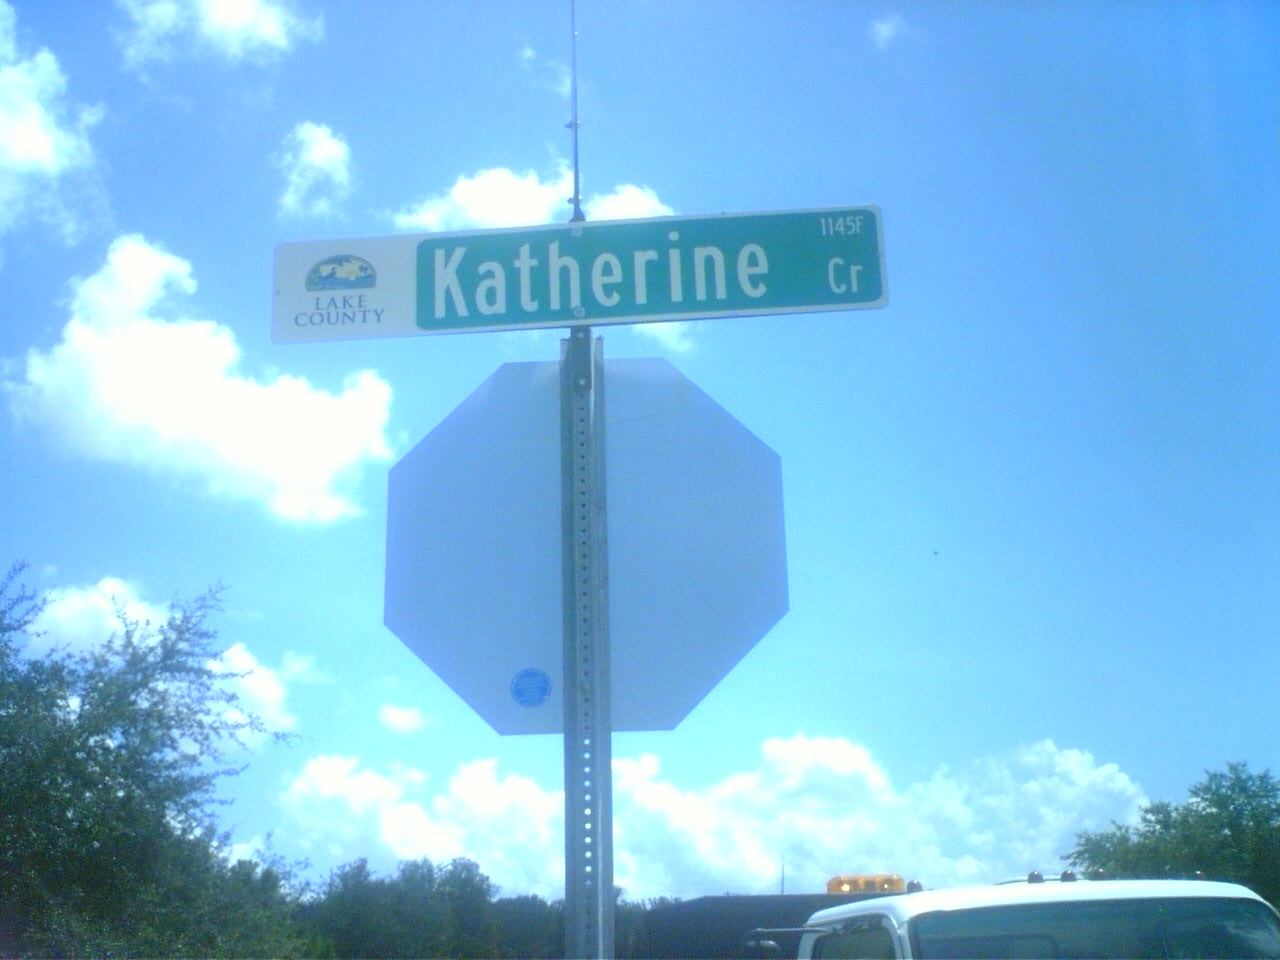 LAKE
COUNTY
Katherine
1145F
Cr